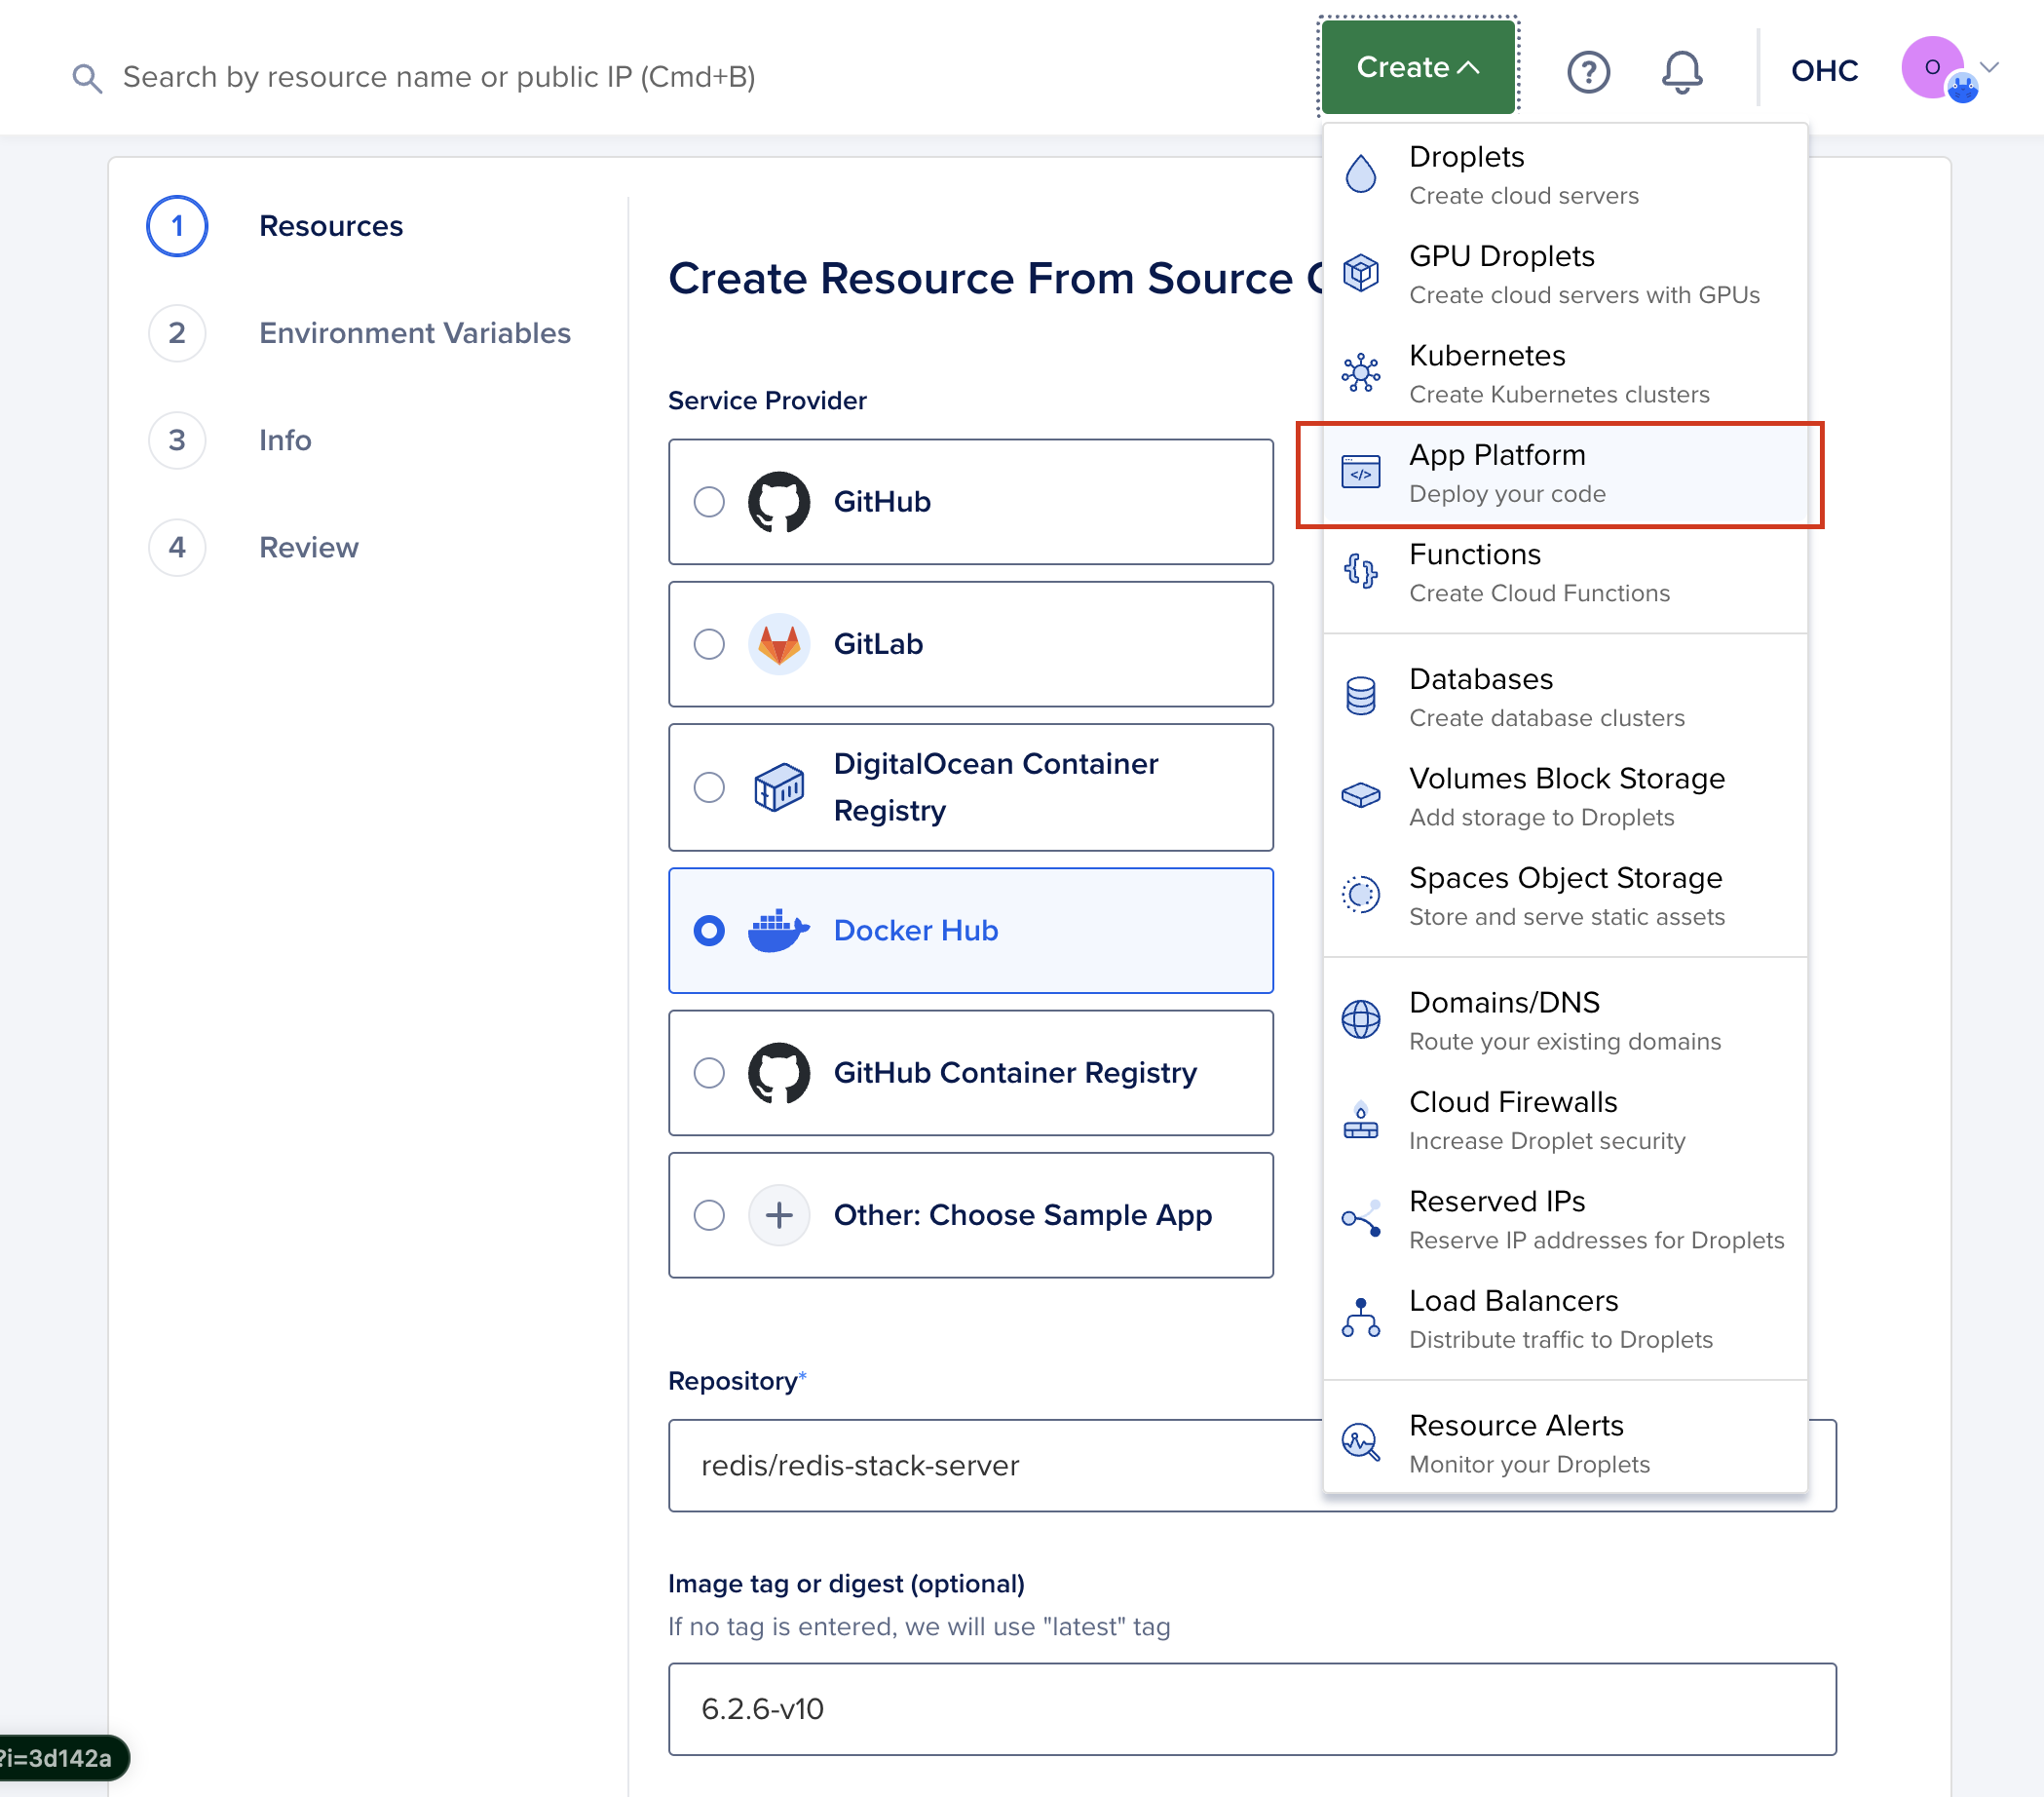 Search by resource name or public IP (Cmd+B)
Create
OHC
O
1 Resources
2 Environment Variables
3 Info
4 Review
Create Resource From Source
Service Provider
GitHub
GitLab
DigitalOcean Container
Registry
Docker Hub
GitHub Container Registry
Other: Choose Sample App
Repository*
redis/redis-stack-server
Image tag or digest (optional)
If no tag is entered, we will use "latest" tag
6.2.6-v10
Droplets
Create cloud servers
GPU Droplets
Create cloud servers with GPUs
Kubernetes
Create Kubernetes clusters
App Platform
Deploy your code
Functions
Create Cloud Functions
Databases
Create database clusters
Volumes Block Storage
Add storage to Droplets
Spaces Object Storage
Store and serve static assets
Domains/DNS
Route your existing domains
Cloud Firewalls
Increase Droplet security
Reserved IPs
Reserve IP addresses for Droplets
Load Balancers
Distribute traffic to Droplets
Resource Alerts
Monitor your Droplets
?i=3d142a